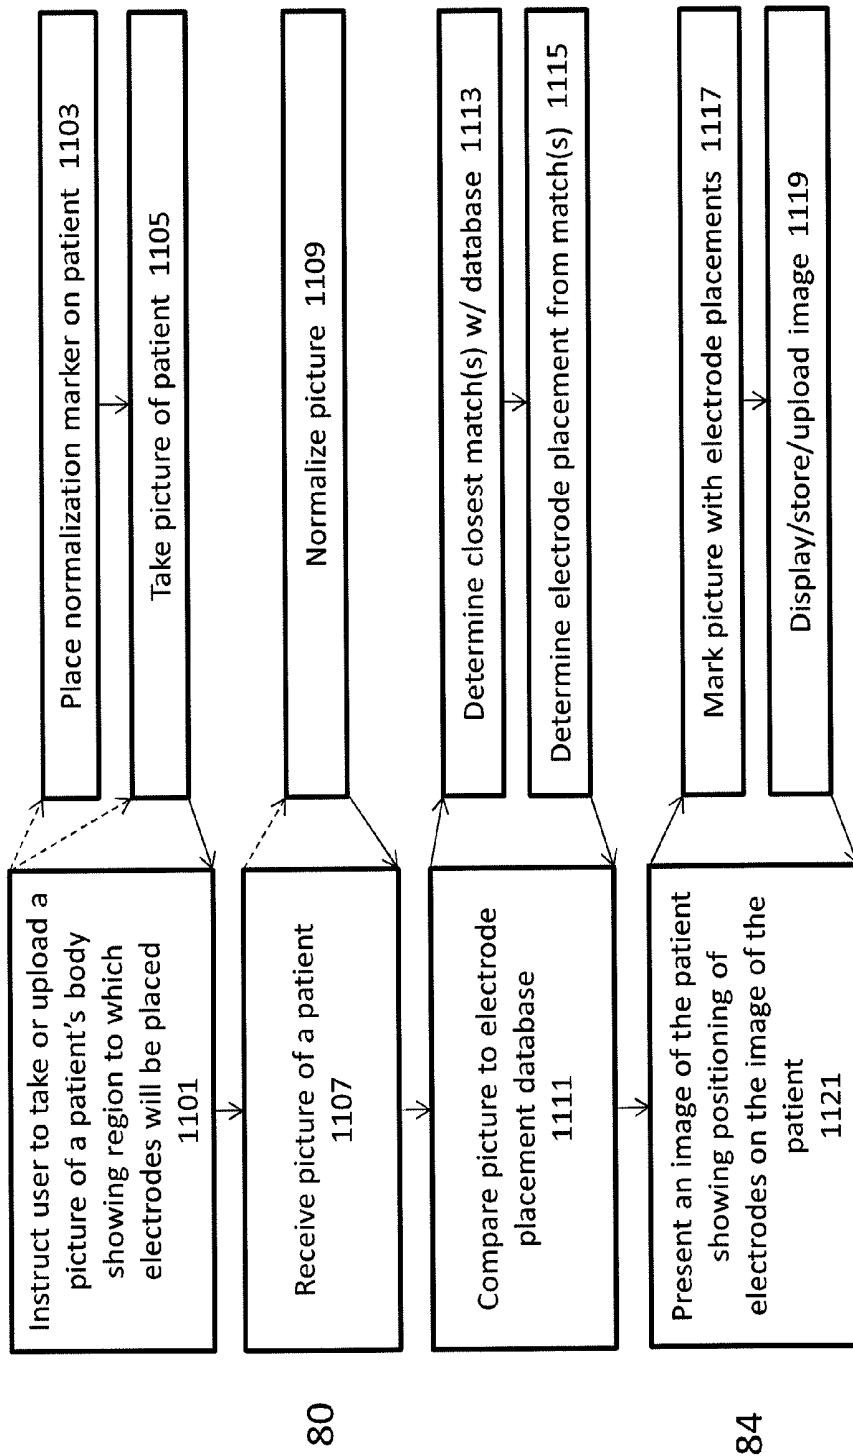 Instruct user to take or upload a
picture of a patient's body
showing region to which
electrodes will be placed
1101
Place normalization marker on patient 1103
Take picture of patient 1105
80
Receive picture of a patient
1107
Normalize picture 1109
Compare picture to electrode
placement database
1111
Determine closest match(s) w/ database 1113
Determine electrode placement from match(s) 1115
84
Present an image of the patient
showing positioning of
electrodes on the image of the
patient
1121
Mark picture with electrode placements 1117
Display/store/upload image 1119